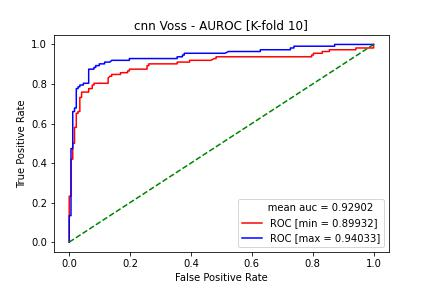 cnn Voss - AUROC [K-fold 10]
1.0
0.8
0.6
0.4
0.2
0.0
True Positive Rate
mean auc = 0.92902
ROC [min = 0.89932]
ROC [max = 0.94033]
0.0 0.2 0.4 0.6 0.8 1.0
False Positive Rate